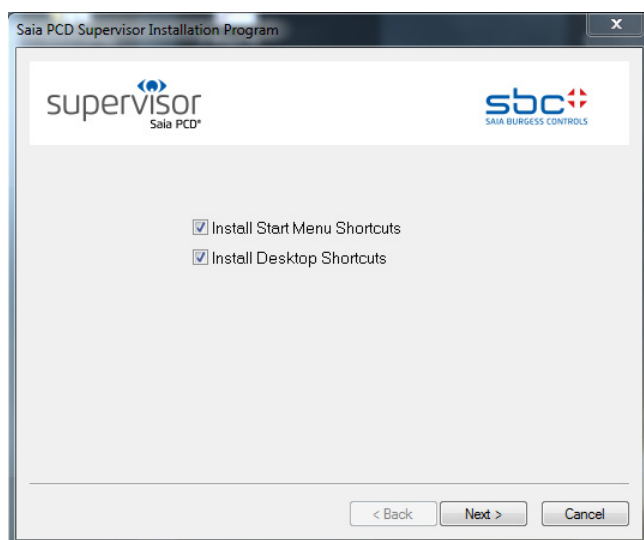 Saia PCD Supervisor Installation Program
supervisor
Saia PCD®
sbc
SAIA BURGESS CONTROLS
Install Start Menu Shortcuts
Install Desktop Shortcuts
< Back Next > Cancel